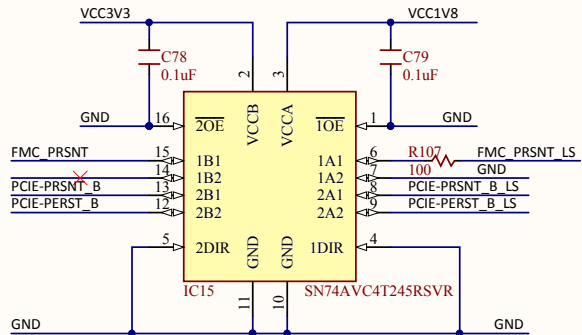 VCC3V3 VCC1V8
C78 C79
0.1uF 0.1uF
2 3
GND 16 2OE VCCB VCCA 1OE 1 GND
FMC_PRSNT 15 1B1 1A1 6 R107 FMC_PRSNT_LS
14 1B2 1A2 7 100 GND
PCIE-PRSNT_B 13 2B1 2A1 8 PCIE-PRSNT_B_LS
PCIE-PERST_B 12 2B2 2A2 9 PCIE-PERST_B_LS
5 2DIR GND GND 1DIR 4
IC15 SN74AVC4T245RSVR
11 10
GND GND